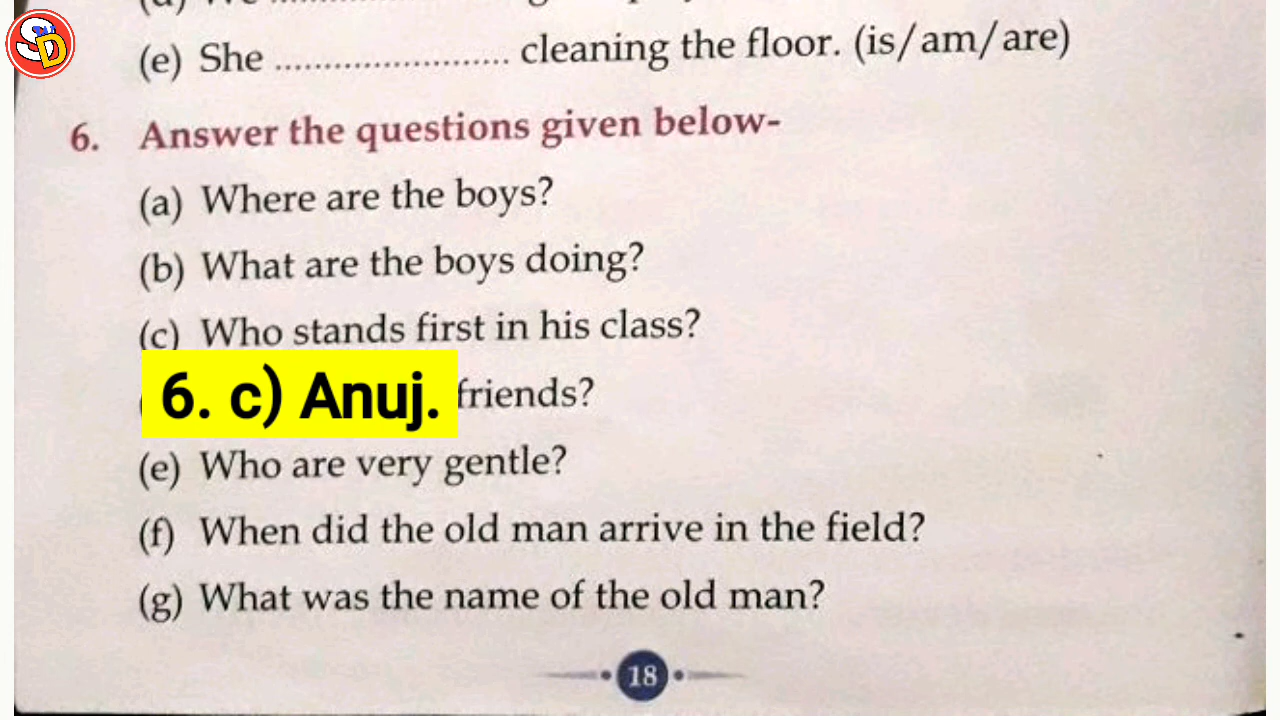 SD
(e) She ........................ cleaning the floor. (is/am/are)
6. Answer the questions given below-
(a) Where are the boys?
(b) What are the boys doing?
(c) Who stands first in his class?
6. c) Anuj. friends?
(e) Who are very gentle?
(f) When did the old man arrive in the field?
(g) What was the name of the old man?
18